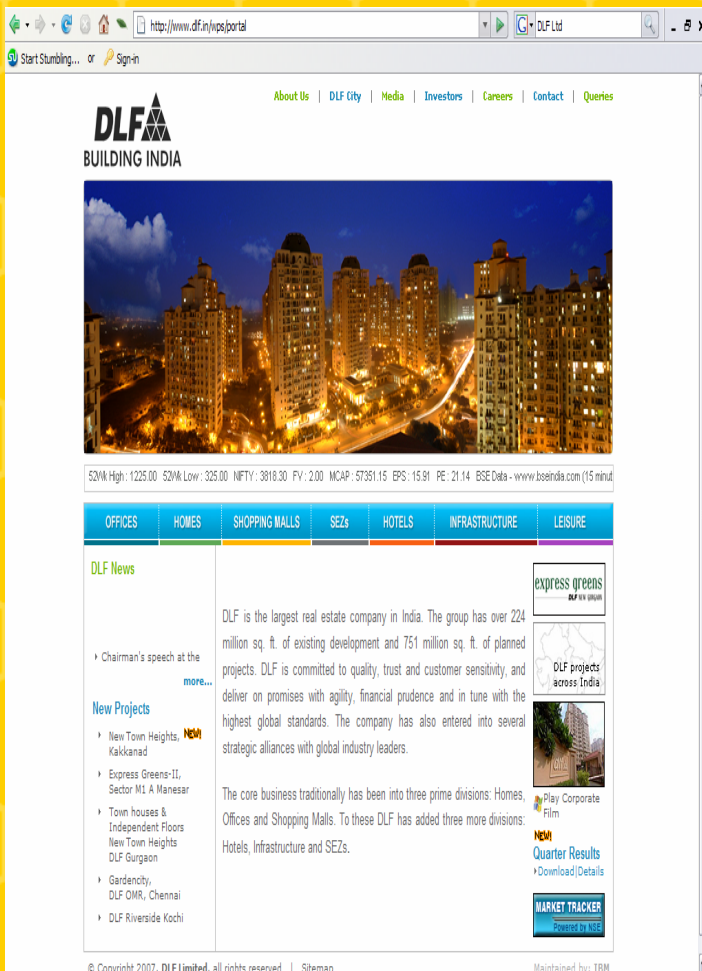 http://www.dlf.in/wps/portal
G
DLF Ltd
Start Stumbling... or Sign-in
About Us | DLF City | Media | Investors | Careers | Contact | Queries
DLF
BUILDING INDIA
52Wk High : 1225.00 52Wk Low : 325.00 NIFTY : 3818.30 FV : 2.00 MCAP : 57351.15 EPS : 15.91 PE : 21.14 BSE Data - www.bseindia.com (15 minut
OFFICES HOMES SHOPPING MALLS SEZs HOTELS INFRASTRUCTURE LEISURE
DLF News
Chairman's speech at the
more...
New Projects
New Town Heights, NEW!
Kakkanad
Express Greens-II,
Sector M1 A Manesar
Town houses &
Independent Floors
New Town Heights
DLF Gurgaon
Gardencity,
DLF OMR, Chennai
DLF Riverside Kochi
DLF is the largest real estate company in India. The group has over 224
million sq. ft. of existing development and 751 million sq. ft. of planned
projects. DLF is committed to quality, trust and customer sensitivity, and
deliver on promises with agility, financial prudence and in tune with the
highest global standards. The company has also entered into several
strategic alliances with global industry leaders.
The core business traditionally has been into three prime divisions: Homes,
Offices and Shopping Malls. To these DLF has added three more divisions:
Hotels, Infrastructure and SEZs.
express greens
DLF NEW GURGAON
DLF projects
across India
Play Corporate
Film
NEW!
Quarter Results
Download|Details
MARKET TRACKER
Powered by NSE
© Copyright 2007. DLF Limited. all rights reserved | Sitemap
Maintained by: IBM